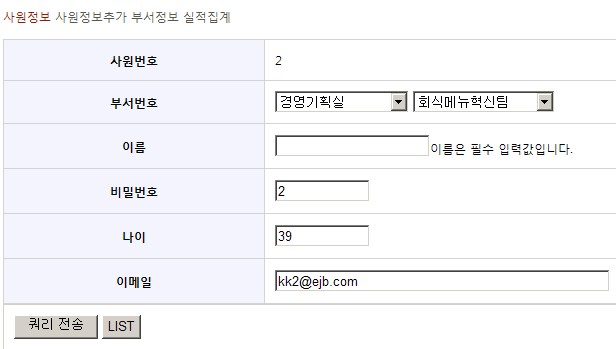 사원정보 사원정보추가 부서정보 실적집계
사원번호 2
부서번호 경영기획실 회식메뉴혁신팀
이름 이름은 필수 입력값입니다.
비밀번호 2
나이 39
이메일 kk2@ejb.com
쿼리 전송 LIST